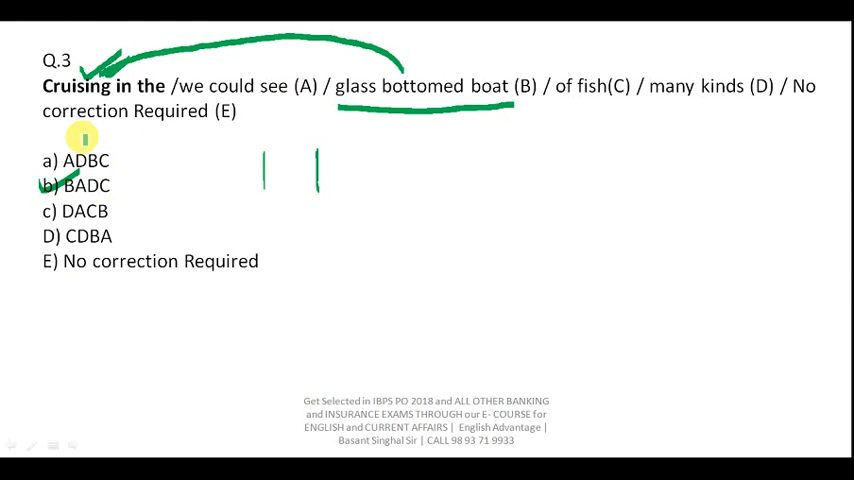 Q.3
Cruising in the /we could see (A) / glass bottomed boat (B) / of fish(C) / many kinds (D) / No
correction Required (E)
a) ADBC
b) BADC
c) DACB
D) CDBA
E) No correction Required
Get Selected in IBPS PO 2018 and ALL OTHER BANKING
and INSURANCE EXAMS THROUGH our E- COURSE for
ENGLISH and CURRENT AFFAIRS | English Advantage |
Basant Singhal Sir | CALL 98 93 71 9933